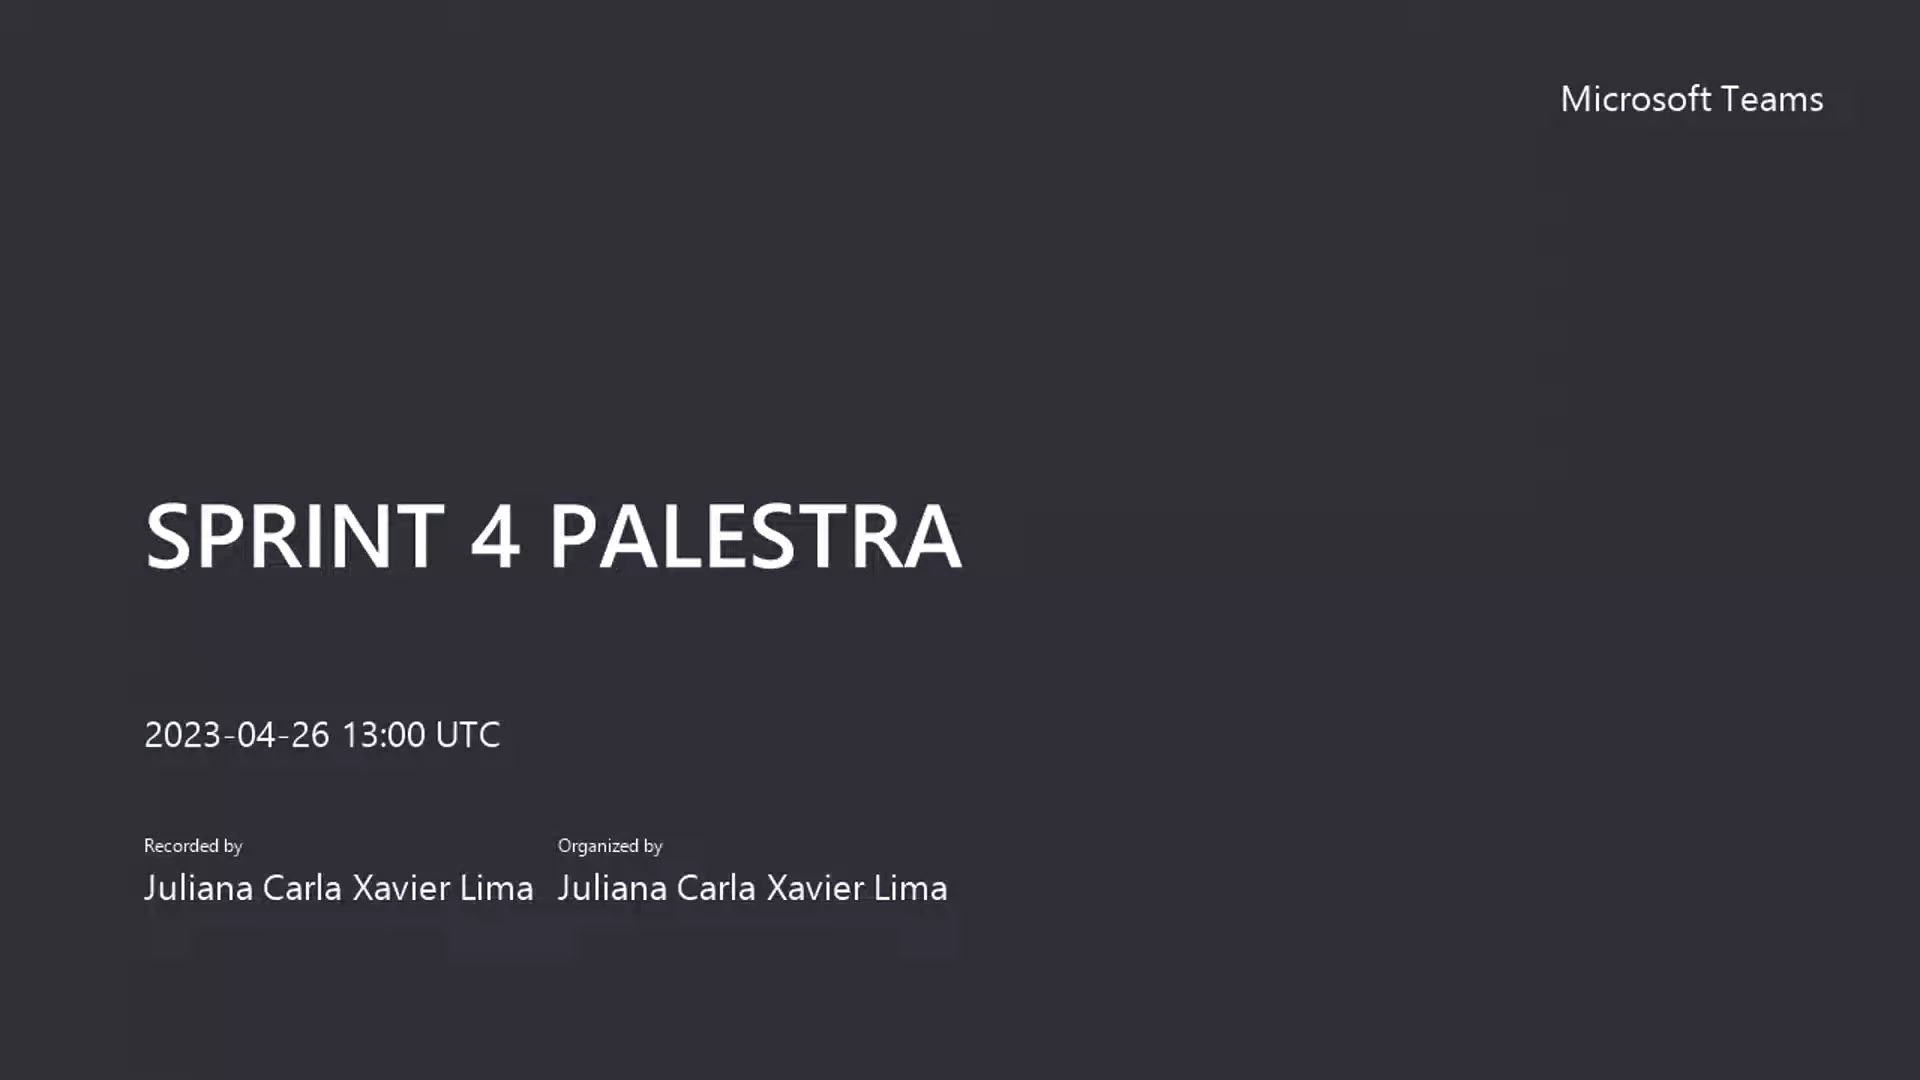 Microsoft Teams
SPRINT 4 PALESTRA
2023-04-26 13:00 UTC
Recorded by
Juliana Carla Xavier Lima
Organized by
Juliana Carla Xavier Lima